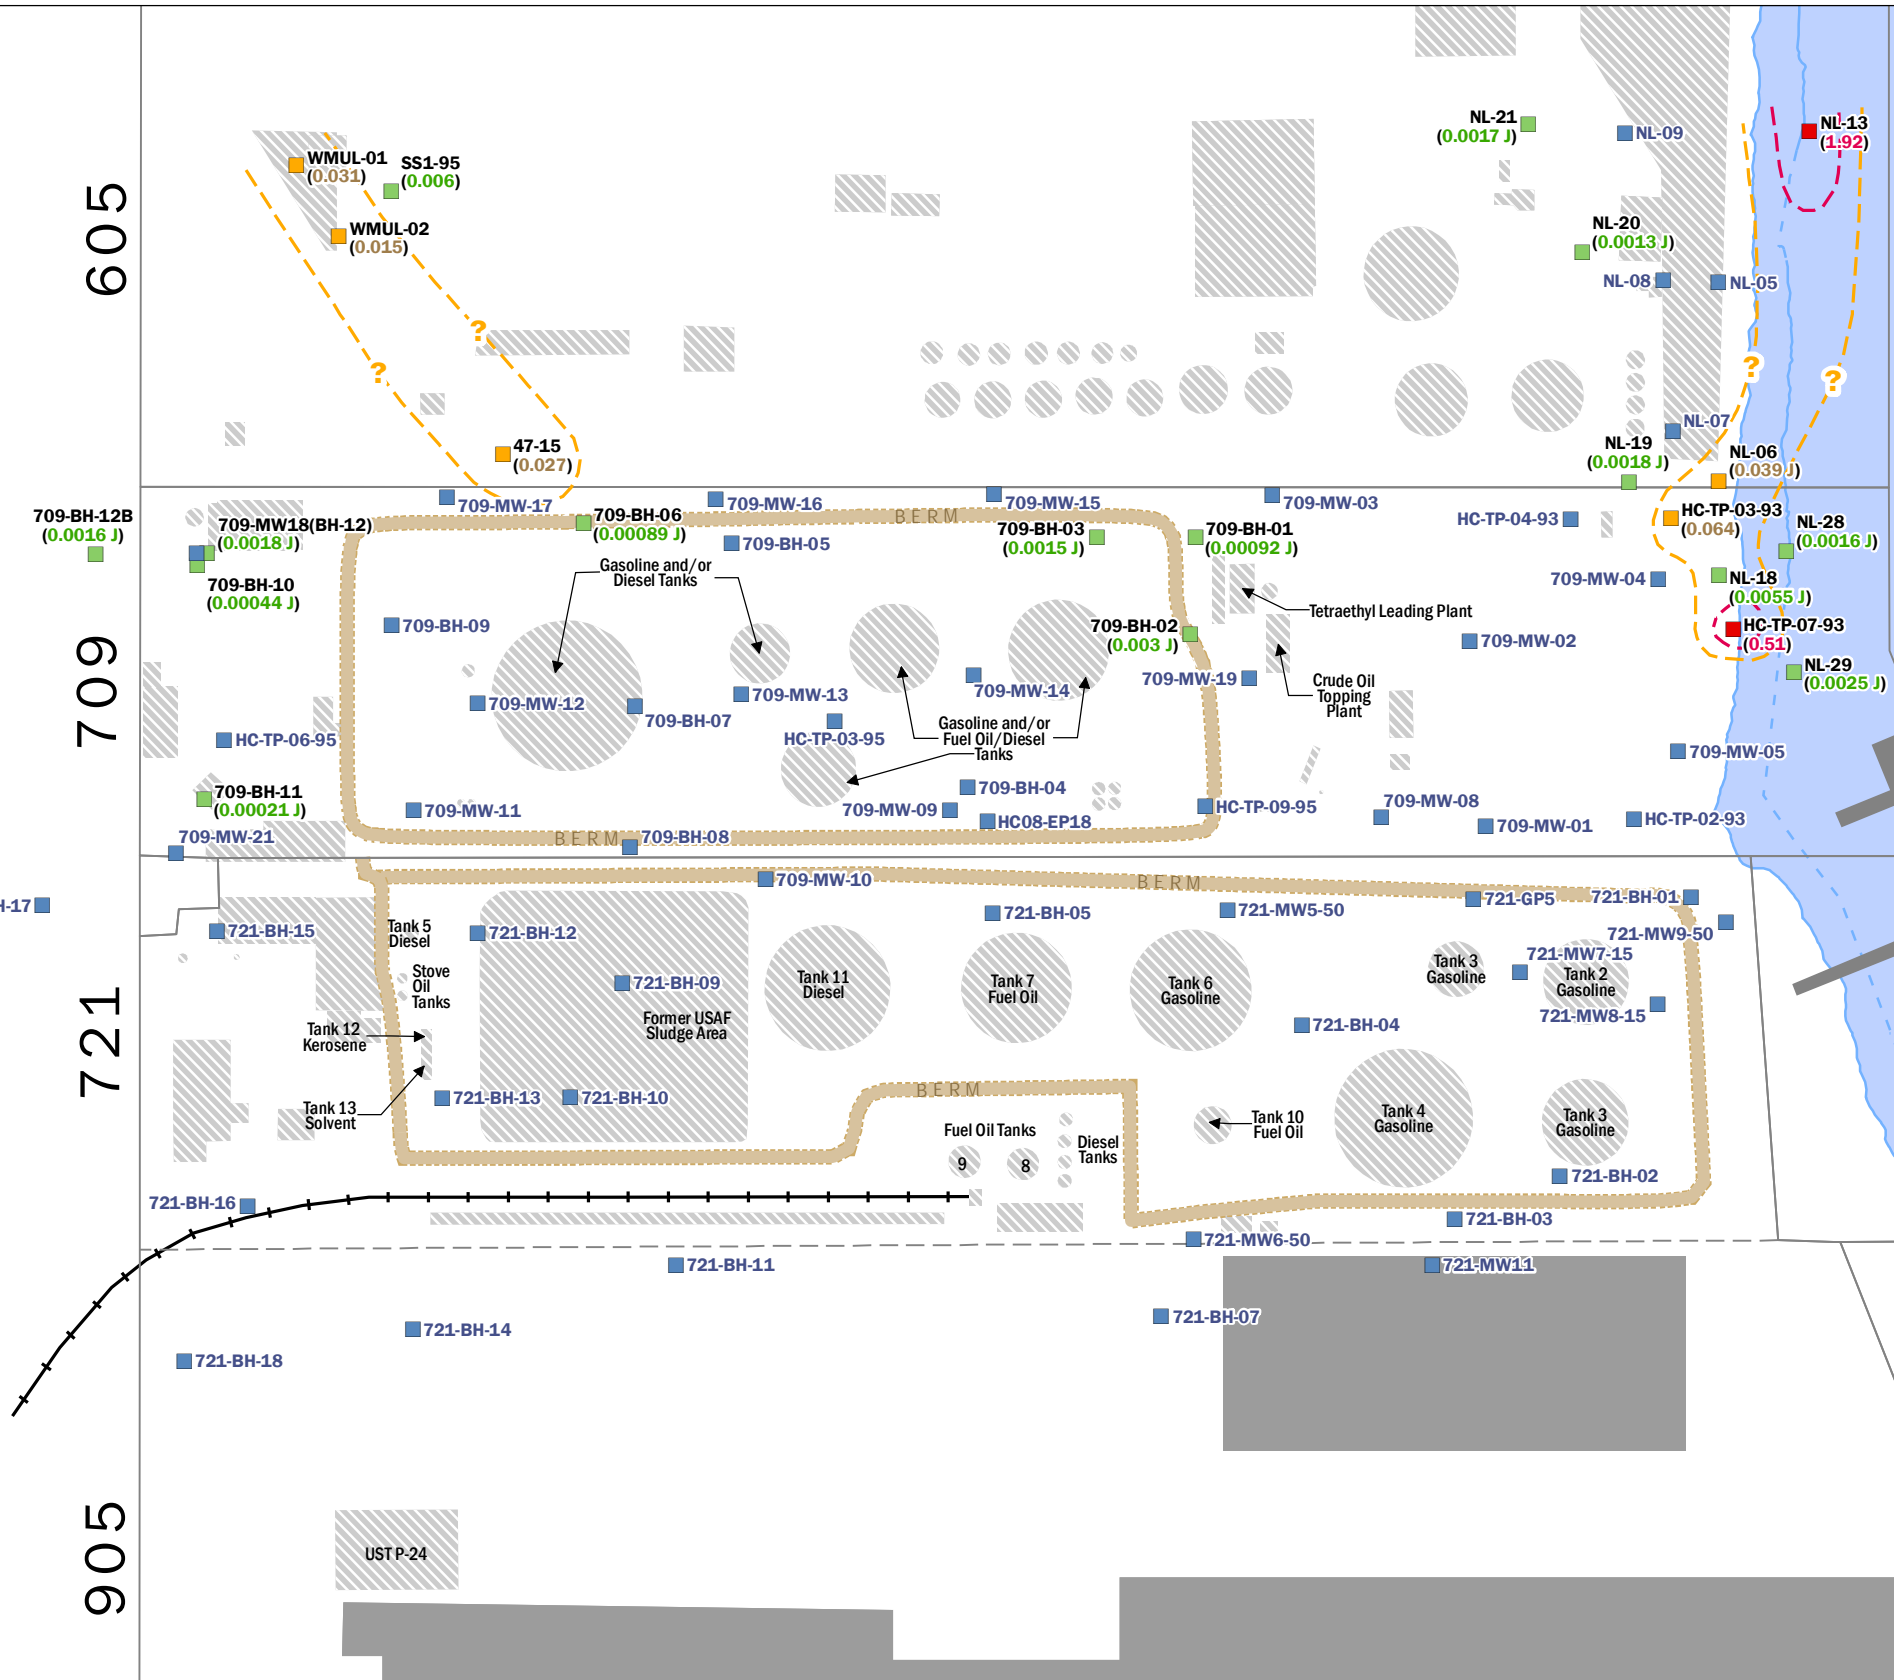 605
WMUL-01
(0.031)
SS1-95
(0.006)
WMUL-02
(0.015)
?
?
47-15
(0.027)
NL-21
(0.0017 J)
NL-09
NL-13
(1.92)
NL-20
(0.0013 J)
NL-08
NL-05
?
?
NL-07
NL-19
(0.0018 J)
NL-06
(0.039 J)
709
709-BH-12B
(0.0016 J)
709-MW18(BH-12)
(0.0018 J)
709-BH-10
(0.00044 J)
709-MW-17
709-BH-06
(0.00089 J)
709-MW-16
709-BH-05
BERM
709-MW-15
709-BH-03
(0.0015 J)
709-BH-01
(0.00092 J)
709-MW-03
HC-TP-04-93
HC-TP-03-93
(0.064)
NL-28
(0.0016 J)
709-MW-04
NL-18
(0.0055 J)
HC-TP-07-93
(0.51)
NL-29
(0.0025 J)
Gasoline and/or
Diesel Tanks
Tetraethyl Leading Plant
709-BH-09
709-BH-02
(0.003 J)
709-MW-02
709-MW-19
Crude Oil
Topping
Plant
709-MW-12
709-BH-07
709-MW-13
709-MW-14
HC-TP-03-95
Gasoline and/or
Fuel Oil/Diesel
Tanks
HC-TP-06-95
709-MW-05
709-BH-11
(0.00021 J)
709-MW-11
709-BH-04
709-MW-09
HC08-EP18
HC-TP-09-95
709-MW-08
709-MW-01
HC-TP-02-93
709-MW-21
BERM
709-BH-08
721
709-MW-10
BERM
H-17
721-BH-15
Tank 5
Diesel
721-BH-12
721-BH-05
721-MW5-50
721-GP5
721-BH-01
721-MW9-50
721-MW7-15
Stove
Oil
Tanks
721-BH-09
Tank 11
Diesel
Tank 7
Fuel Oil
Tank 6
Gasoline
Tank 3
Gasoline
Tank 2
Gasoline
721-MW8-15
Former USAF
Sludge Area
Tank 12
Kerosene
721-BH-04
721-BH-13
721-BH-10
BERM
Tank 13
Solvent
Fuel Oil Tanks
9
8
Diesel
Tanks
Tank 10
Fuel Oil
Tank 4
Gasoline
Tank 3
Gasoline
721-BH-02
721-BH-16
721-BH-03
721-MW6-50
721-BH-11
721-MW11
721-BH-14
721-BH-07
721-BH-18
905
UST P-24